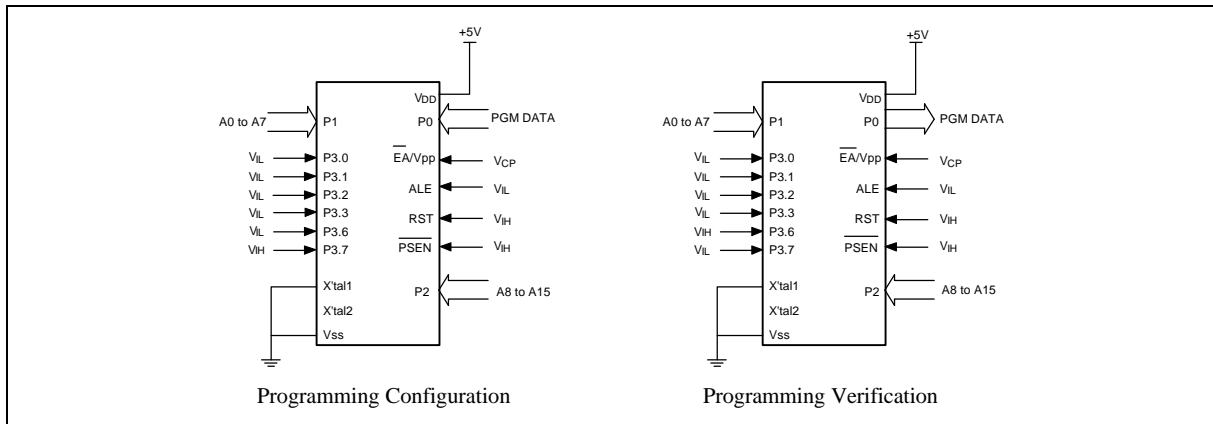 +5V
VDD
A0 to A7
P1
P0
PGM DATA
VIL
P3.0
EA/Vpp
VCP
VIL
P3.1
VIL
P3.2
ALE
VIL
VIL
P3.3
RST
VIH
VIL
P3.6
VIH
P3.7
PSEN
VIH
X'tal1
P2
A8 to A15
X'tal2
Vss
Programming Configuration
+5V
VDD
A0 to A7
P1
P0
PGM DATA
VIL
P3.0
EA/Vpp
VCP
VIL
P3.1
VIL
P3.2
ALE
VIL
VIL
P3.3
RST
VIH
VIH
P3.6
VIL
P3.7
PSEN
VIH
X'tal1
P2
A8 to A15
X'tal2
Vss
Programming Verification